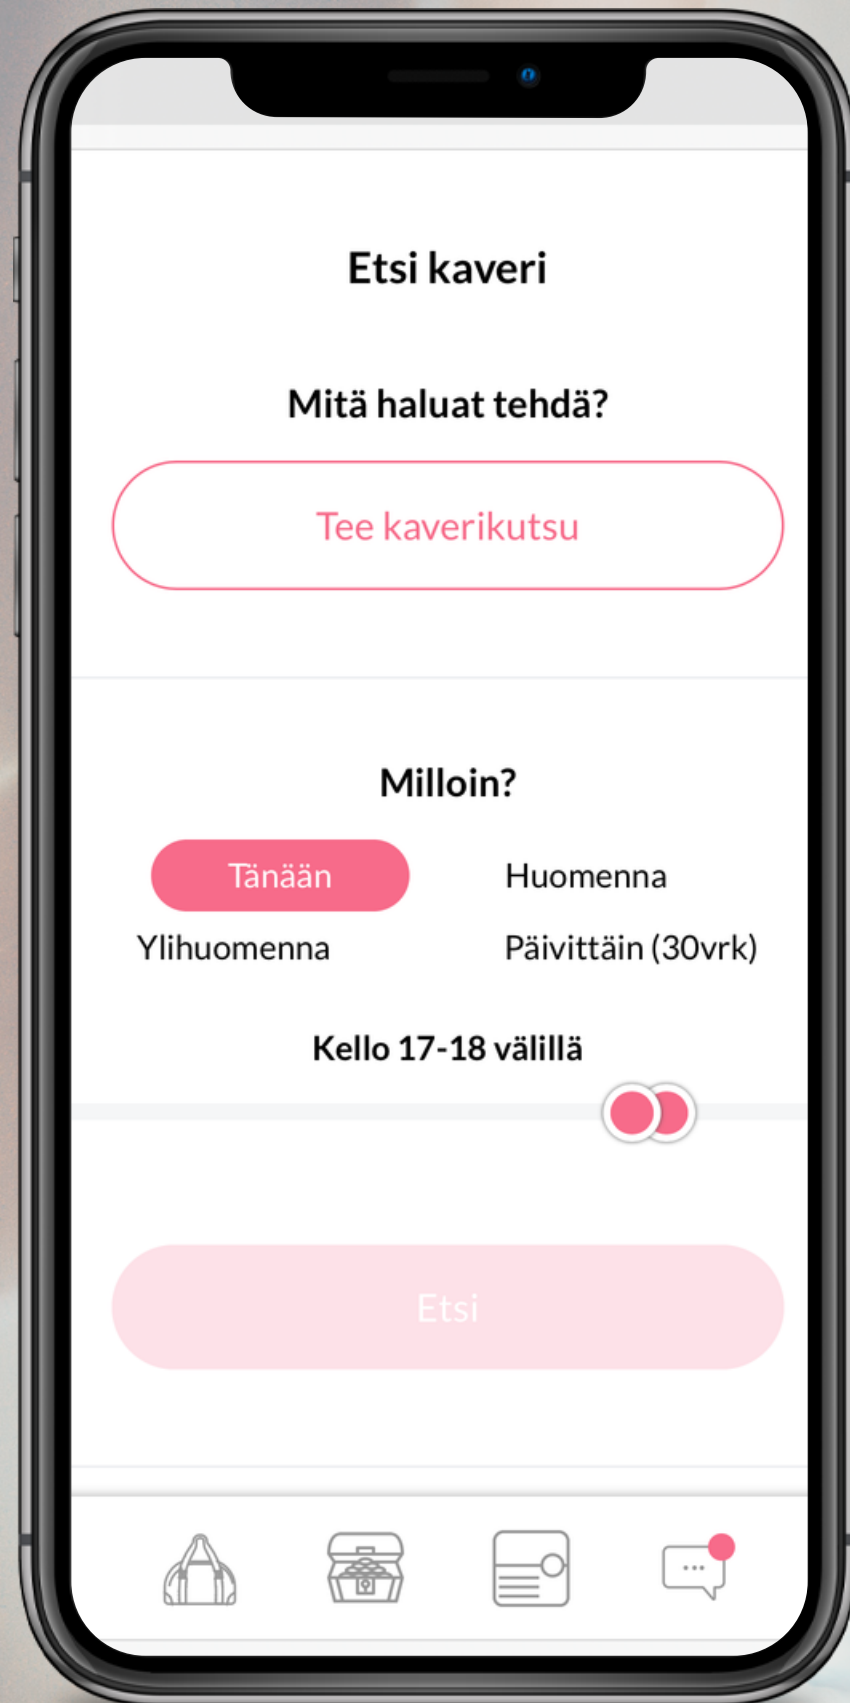 Etsi kaveri
Mitä haluat tehdä?
Tee kaverikutsu
Milloin?
Tänään Huomenna
Ylihuomenna Päivittäin (30vrk)
Kello 17-18 välillä
Etsi